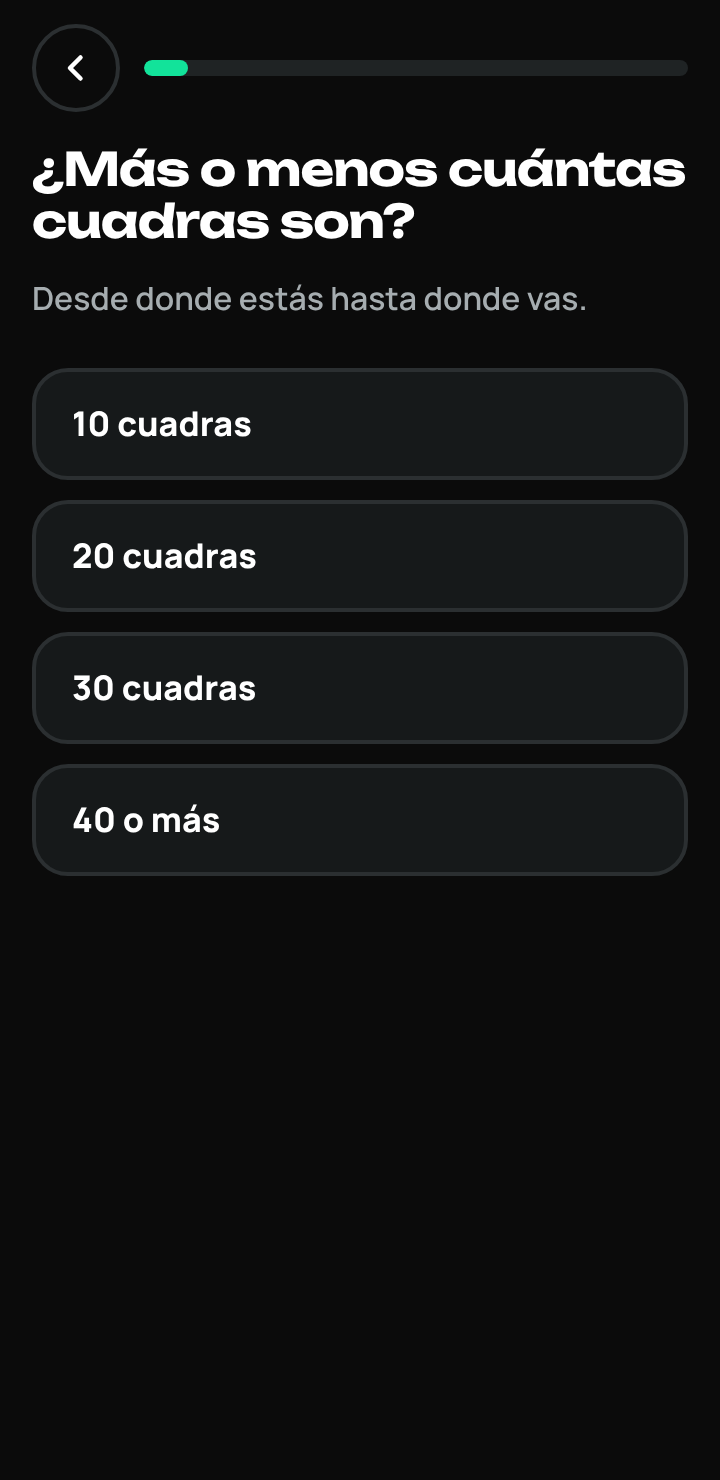 ¿Más o menos cuántas
cuadras son?
Desde donde estás hasta donde vas.
10 cuadras
20 cuadras
30 cuadras
40 o más